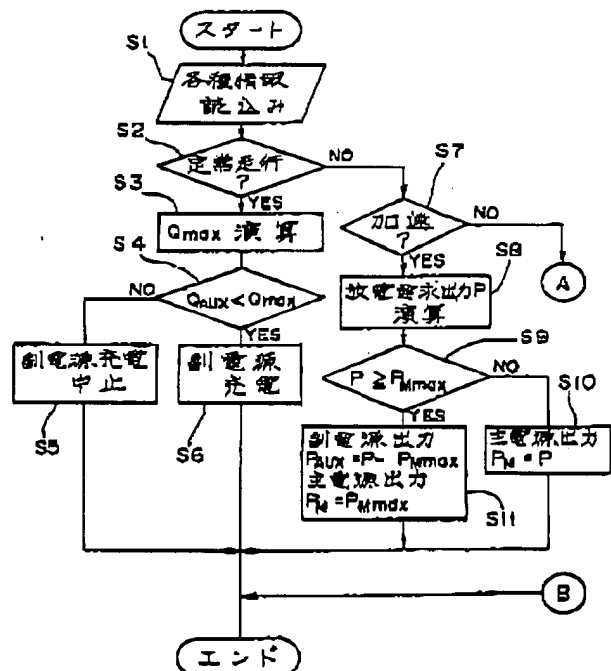 スタート
S1
各種情報
読込み
S2
定常走行
?
NO
YES
S7
加速
?
NO
YES
A
S3
Qmax 演算
S8
放電要求出力P
演算
S4
QAUX<Qmax
NO
YES
S9
P ≧ PMmax
NO
YES
副電源充電
中止
S5
副電源
充電
S6
S10
主電源出力
PM = P
副電源出力
PAUX = P- PMmax
主電源出力
PM = PMmax
S11
B
エンド